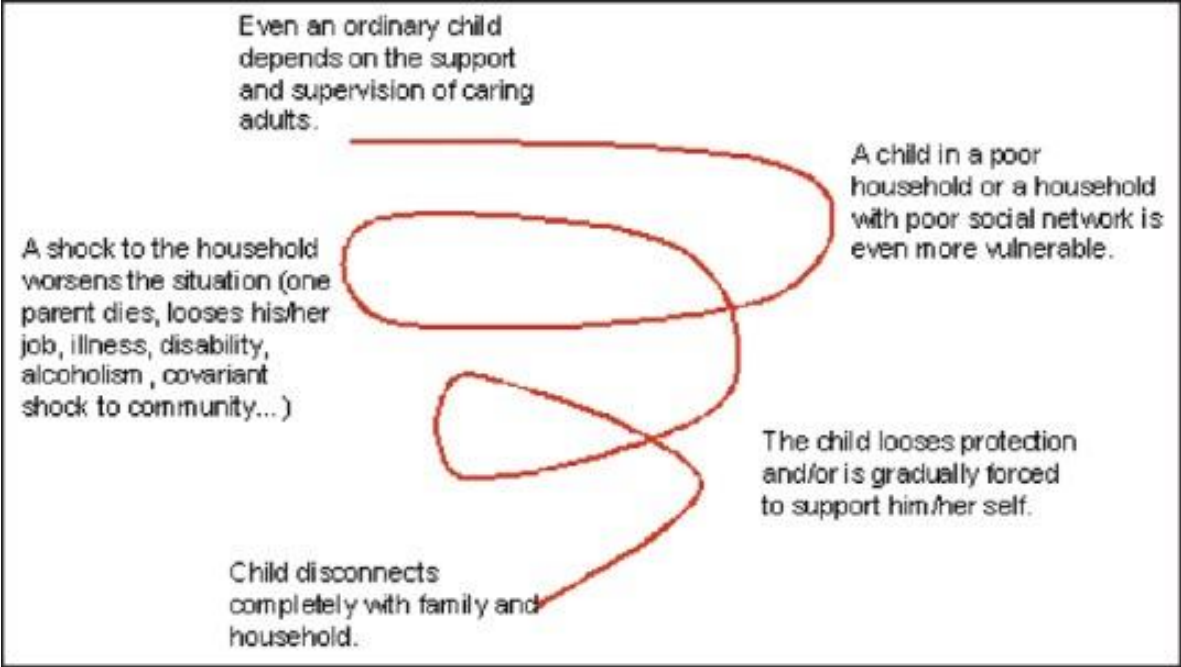 Even an ordinary child
depends on the support
and supervision of caring
adults.
A child in a poor
household or a household
with poor social network is
even more vulnerable.
A shock to the household
worsens the situation (one
parent dies, looses his/her
job, illness, disability,
alcoholism , covariant
shock to community... )
The child looses protection
and/or is gradually forced
to support him/her self.
Child disconnects
completely with family and
household.